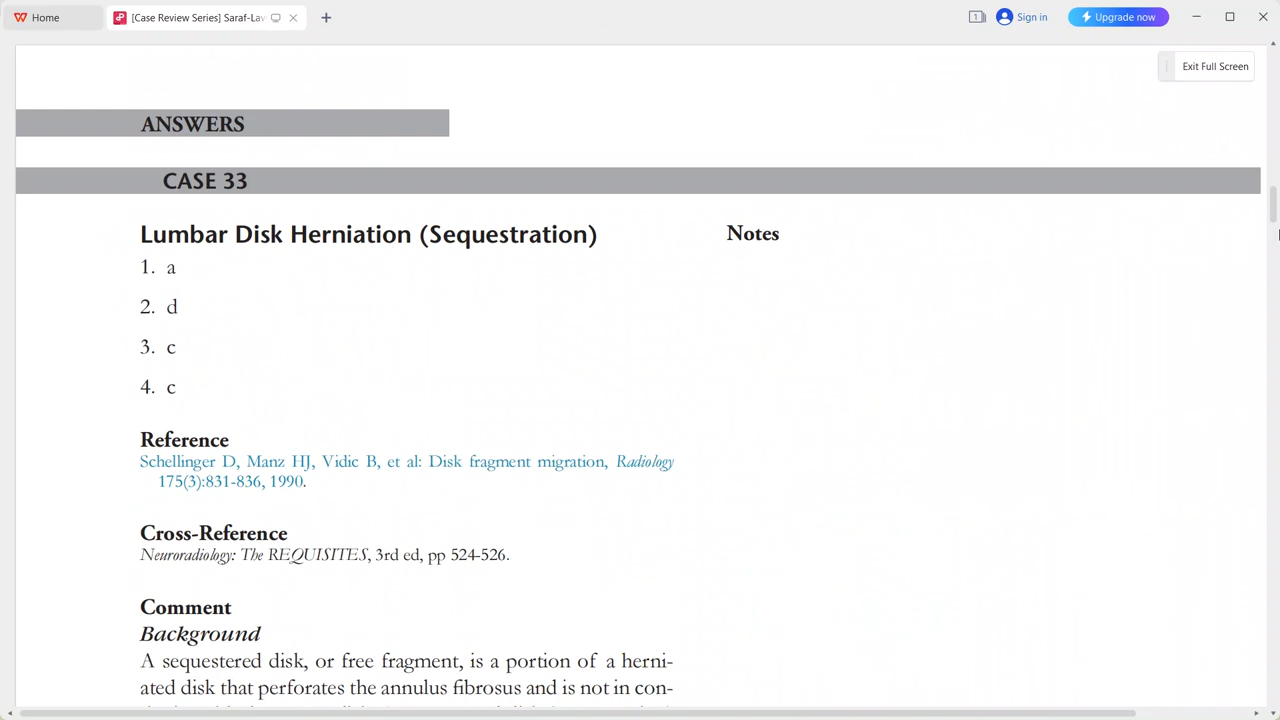 Home
[Case Review Series] Saraf-Lav
1
Sign in
Upgrade now
Exit Full Screen
ANSWERS
CASE 33
Lumbar Disk Herniation (Sequestration)
Notes
1. a
2. d
3. c
4. c
Reference
Schellinger D, Manz HJ, Vidic B, et al: Disk fragment migration, Radiology
175(3):831-836, 1990.
Cross-Reference
Neuroradiology: The REQUISITES, 3rd ed, pp 524-526.
Comment
Background
A sequestered disk, or free fragment, is a portion of a herni-
ated disk that perforates the annulus fibrosus and is not in con-